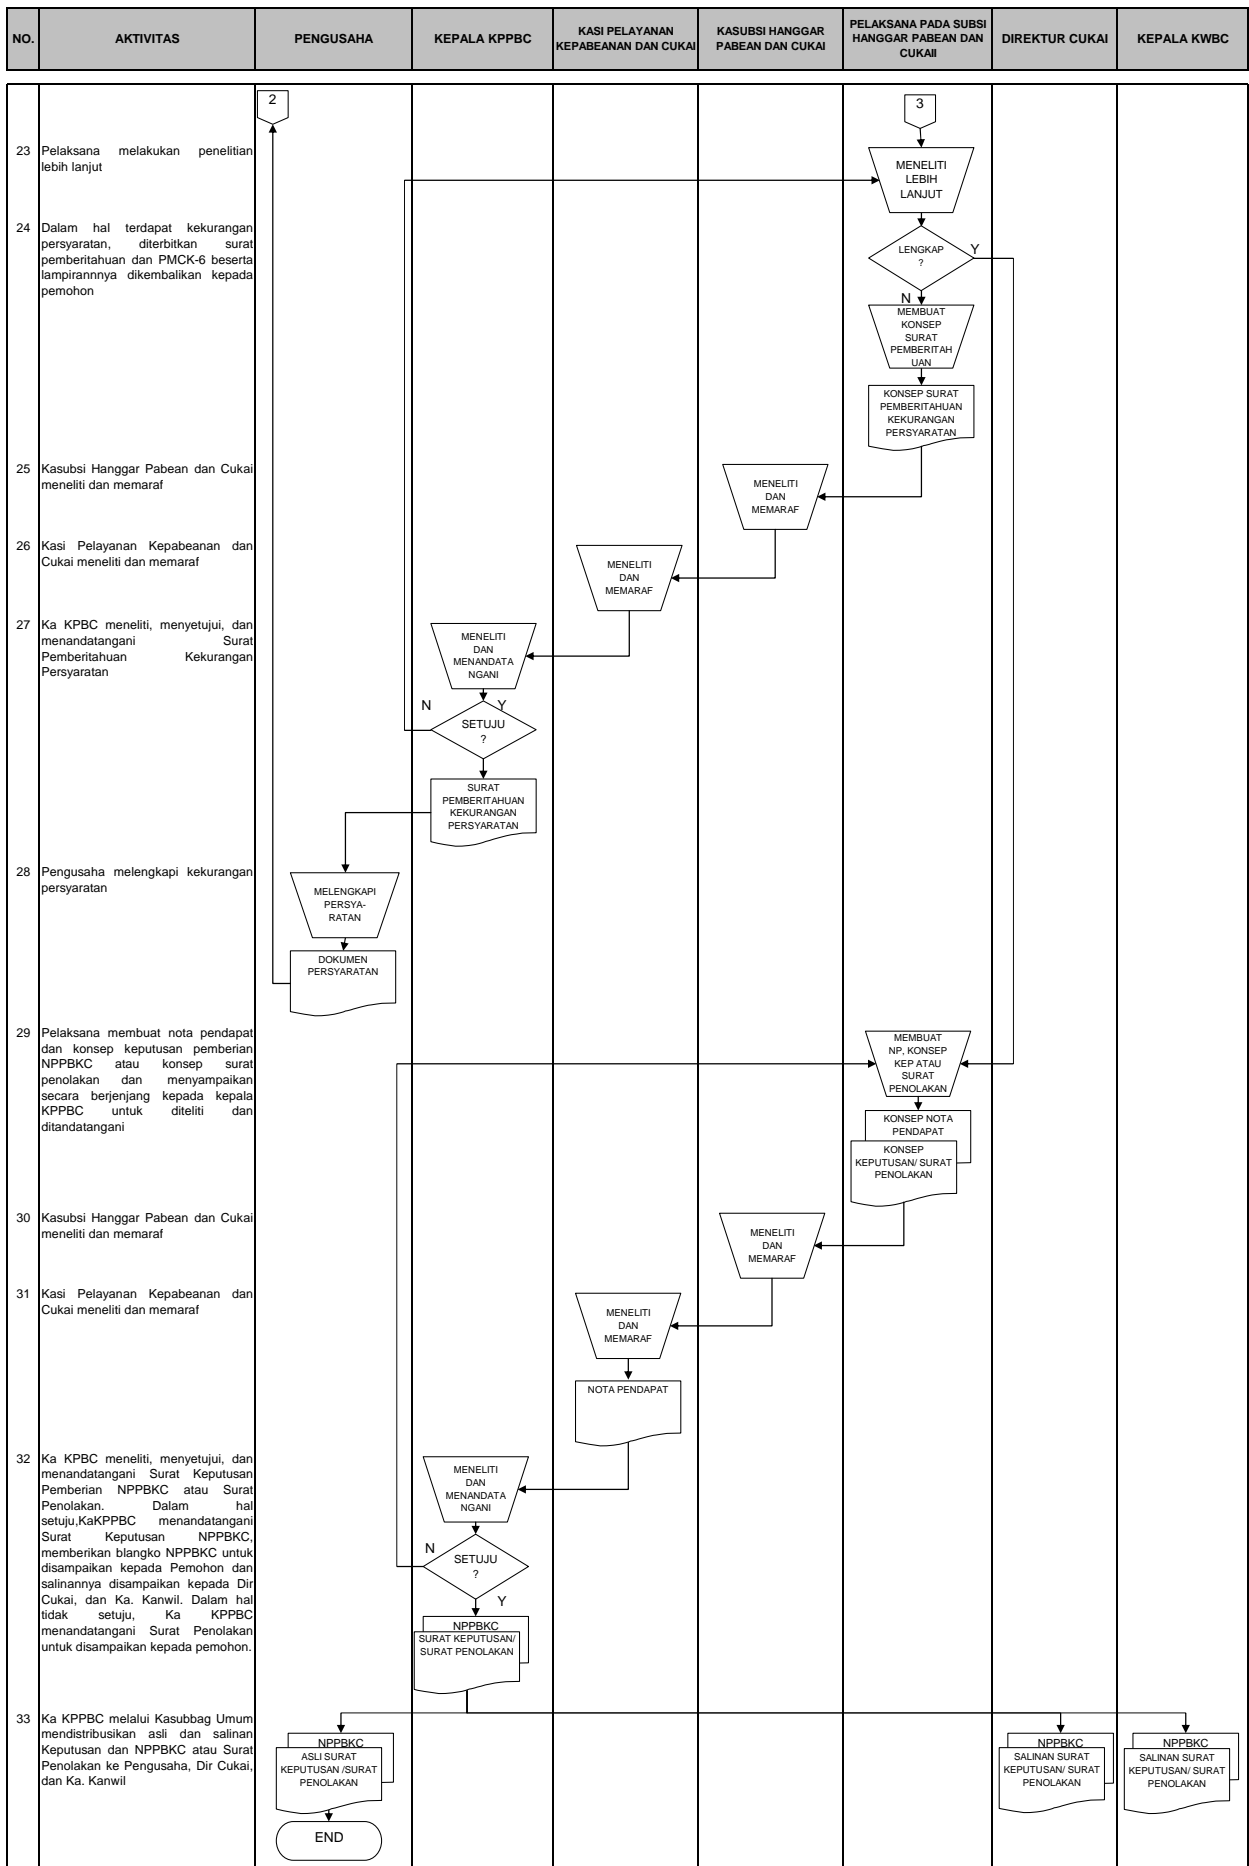 NO.
AKTIVITAS
PENGUSAHA
KEPALA KPPBC
KASI PELAYANAN
KEPABEANAN DAN CUKAI
KASUBSI HANGGAR
PABEAN DAN CUKAI
PELAKSANA PADA SUBSI
HANGGAR PABEAN DAN
CUKAII
DIREKTUR CUKAI
KEPALA KWBC
2
3
23 Pelaksana melakukan penelitian
lebih lanjut
MENELITI
LEBIH
LANJUT
24 Dalam hal terdapat kekurangan
persyaratan, diterbitkan surat
pemberitahuan dan PMCK-6 beserta
lampirannnya dikembalikan kepada
pemohon
LENGKAP
?
Y
N
MEMBUAT
KONSEP
SURAT
PEMBERITAH
UAN
KONSEP SURAT
PEMBERITAHUAN
KEKURANGAN
PERSYARATAN
25 Kasubsi Hanggar Pabean dan Cukai
meneliti dan memaraf
MENELITI
DAN
MEMARAF
26 Kasi Pelayanan Kepabeanan dan
Cukai meneliti dan memaraf
MENELITI
DAN
MEMARAF
27 Ka KPBC meneliti, menyetujui, dan
menandatangani Surat
Pemberitahuan Kekurangan
Persyaratan
MENELITI
DAN
MENANDATA
NGANI
N
Y
SETUJU
?
SURAT
PEMBERITAHUAN
KEKURANGAN
PERSYARATAN
28 Pengusaha melengkapi kekurangan
persyaratan
MELENGKAPI
PERSYA-
RATAN
DOKUMEN
PERSYARATAN
29 Pelaksana membuat nota pendapat
dan konsep keputusan pemberian
NPPBKC atau konsep surat
penolakan dan menyampaikan
secara berjenjang kepada kepala
KPPBC untuk diteliti dan
ditandatangani
MEMBUAT
NP, KONSEP
KEP ATAU
SURAT
PENOLAKAN
KONSEP NOTA
PENDAPAT
KONSEP
KEPUTUSAN/ SURAT
PENOLAKAN
30 Kasubsi Hanggar Pabean dan Cukai
meneliti dan memaraf
MENELITI
DAN
MEMARAF
31 Kasi Pelayanan Kepabeanan dan
Cukai meneliti dan memaraf
MENELITI
DAN
MEMARAF
NOTA PENDAPAT
32 Ka KPBC meneliti, menyetujui, dan
menandatangani Surat Keputusan
Pemberian NPPBKC atau Surat
Penolakan. Dalam hal
setuju,KaKPPBC menandatangani
Surat Keputusan NPPBKC,
memberikan blangko NPPBKC untuk
disampaikan kepada Pemohon dan
salinannya disampaikan kepada Dir
Cukai, dan Ka. Kanwil. Dalam hal
tidak setuju, Ka KPPBC
menandatangani Surat Penolakan
untuk disampaikan kepada pemohon.
MENELITI
DAN
MENANDATA
NGANI
N
SETUJU
?
Y
NPPBKC
SURAT KEPUTUSAN/
SURAT PENOLAKAN
33 Ka KPPBC melalui Kasubbag Umum
mendistribusikan asli dan salinan
Keputusan dan NPPBKC atau Surat
Penolakan ke Pengusaha, Dir Cukai,
dan Ka. Kanwil
NPPBKC
ASLI SURAT
KEPUTUSAN /SURAT
PENOLAKAN
NPPBKC
SALINAN SURAT
KEPUTUSAN/ SURAT
PENOLAKAN
NPPBKC
SALINAN SURAT
KEPUTUSAN/ SURAT
PENOLAKAN
END